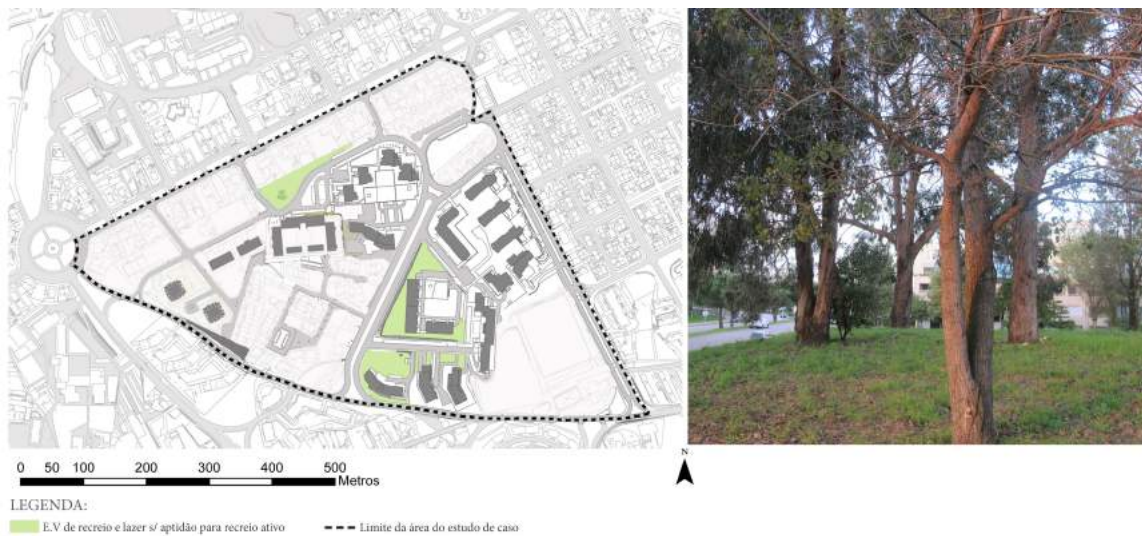 N
0 50 100 200 300 400 500
Metros
LEGENDA:
E.V de recreio e lazer s/ aptidão para recreio ativo
Limite da área do estudo de caso